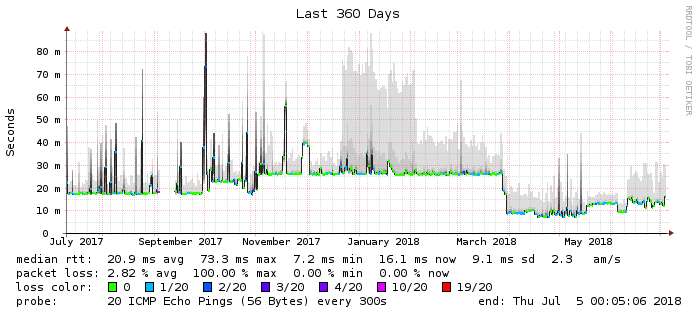 Last 360 Days
RRDTOOL / TOBI OETIKER
Seconds
80 m
70 m
60 m
50 m
40 m
30 m
20 m
10 m
0
July 2017 September 2017 November 2017 January 2018 March 2018 May 2018
median rtt: 20.9 ms avg 73.3 ms max 7.2 ms min 16.1 ms now 9.1 ms sd 2.3 am/s
packet loss: 2.82 % avg 100.00 % max 0.00 % min 0.00 % now
loss color: 0 1/20 2/20 3/20 4/20 10/20 19/20
probe: 20 ICMP Echo Pings (56 Bytes) every 300s end: Thu Jul 5 00:05:06 2018